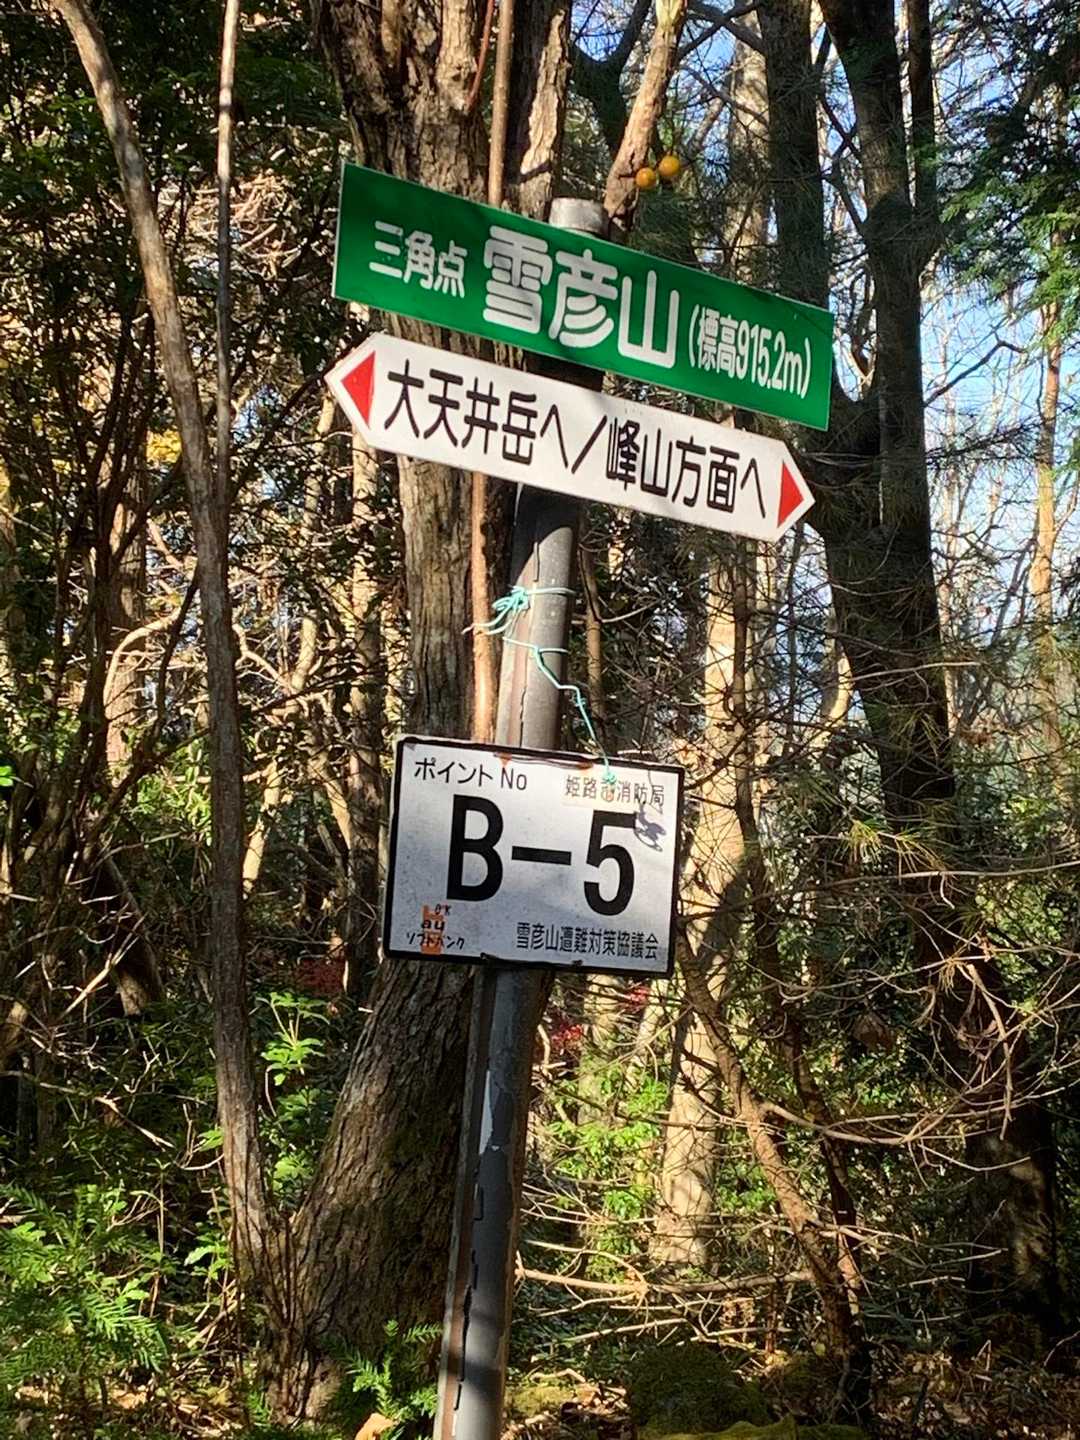 三角点 雪彦山(標高915.2m)
大天井岳へ/峰山方面へ
ポイント No 姫路市消防局
B-5
OK
au
ソフトバンク
雪彦山遭難対策協議会